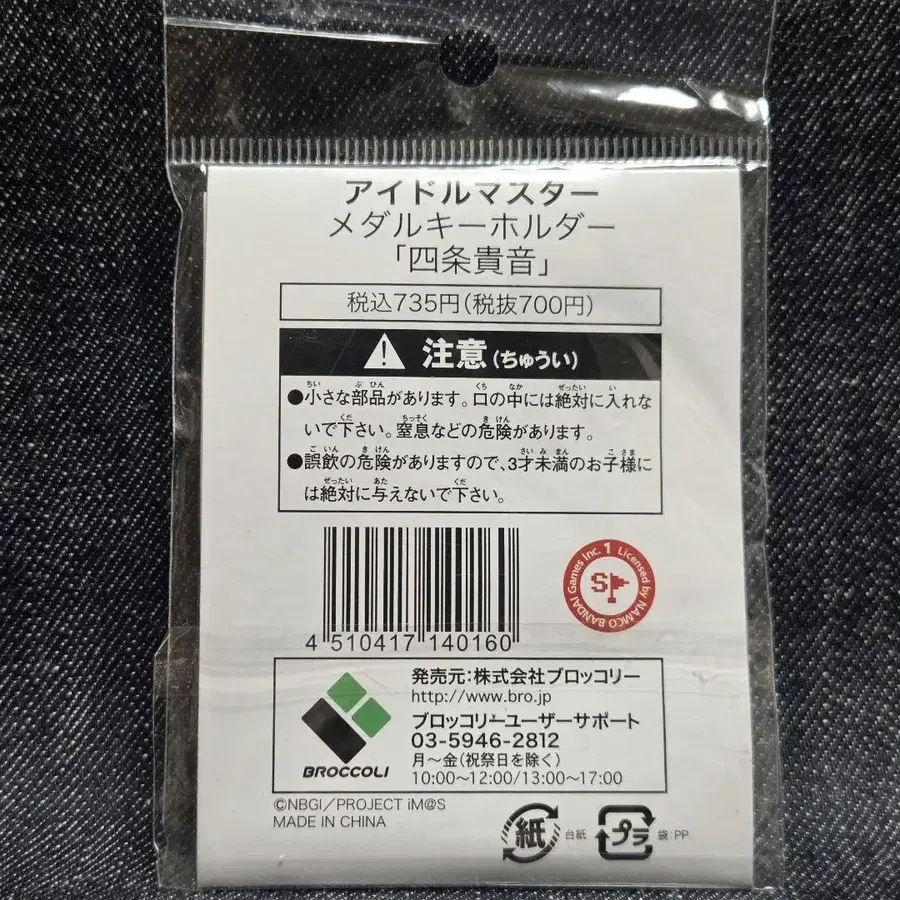 アイドルマスター
メダルキーホルダー
「四条貴音」
税込735円(税抜700円)
注意(ちゅうい)
●小さな部品があります。口の中には絶対に入れな
いで下さい。窒息などの危険があります。
●誤飲の危険がありますので、3才未満のお子様に
は絶対に与えないで下さい。
4 510417 140160
Licensed by NAMCO BANDAI Games Inc. 1
S
発売元:株式会社ブロッコリー
http://www.bro.jp
ブロッコリーユーザーサポート
03-5946-2812
月〜金(祝祭日を除く)
10:00〜12:00/13:00〜17:00
BROCCOLI
©NBGI/PROJECT iM@S
MADE IN CHINA
紙 台紙
プラ 袋:PP